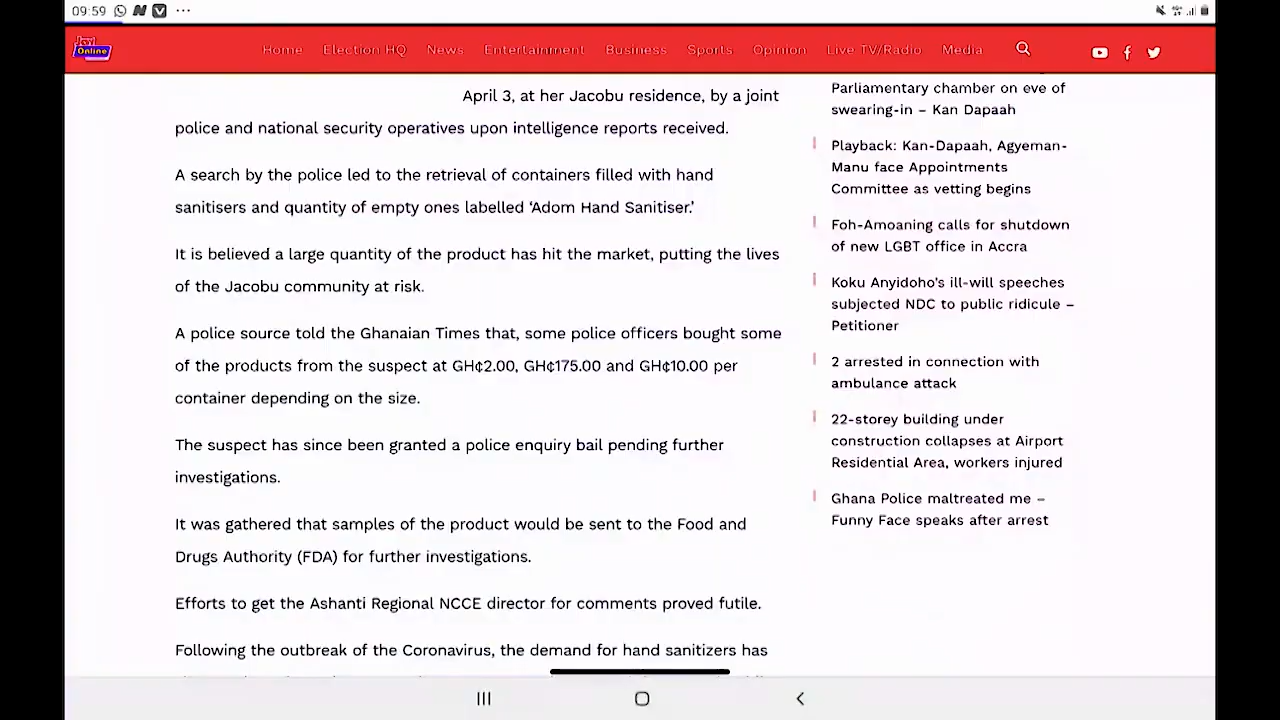 09:59
Joy
Online
Home Election HQ News Entertainment Business Sports Opinion Live TV/Radio Media
April 3, at her Jacobu residence, by a joint
police and national security operatives upon intelligence reports received.
A search by the police led to the retrieval of containers filled with hand
sanitisers and quantity of empty ones labelled ‘Adom Hand Sanitiser.’
It is believed a large quantity of the product has hit the market, putting the lives
of the Jacobu community at risk.
A police source told the Ghanaian Times that, some police officers bought some
of the products from the suspect at GH¢2.00, GH¢175.00 and GH¢10.00 per
container depending on the size.
The suspect has since been granted a police enquiry bail pending further
investigations.
It was gathered that samples of the product would be sent to the Food and
Drugs Authority (FDA) for further investigations.
Efforts to get the Ashanti Regional NCCE director for comments proved futile.
Following the outbreak of the Coronavirus, the demand for hand sanitizers has
Parliamentary chamber on eve of
swearing-in – Kan Dapaah
Playback: Kan-Dapaah, Agyeman-
Manu face Appointments
Committee as vetting begins
Foh-Amoaning calls for shutdown
of new LGBT office in Accra
Koku Anyidoho's ill-will speeches
subjected NDC to public ridicule –
Petitioner
2 arrested in connection with
ambulance attack
22-storey building under
construction collapses at Airport
Residential Area, workers injured
Ghana Police maltreated me –
Funny Face speaks after arrest